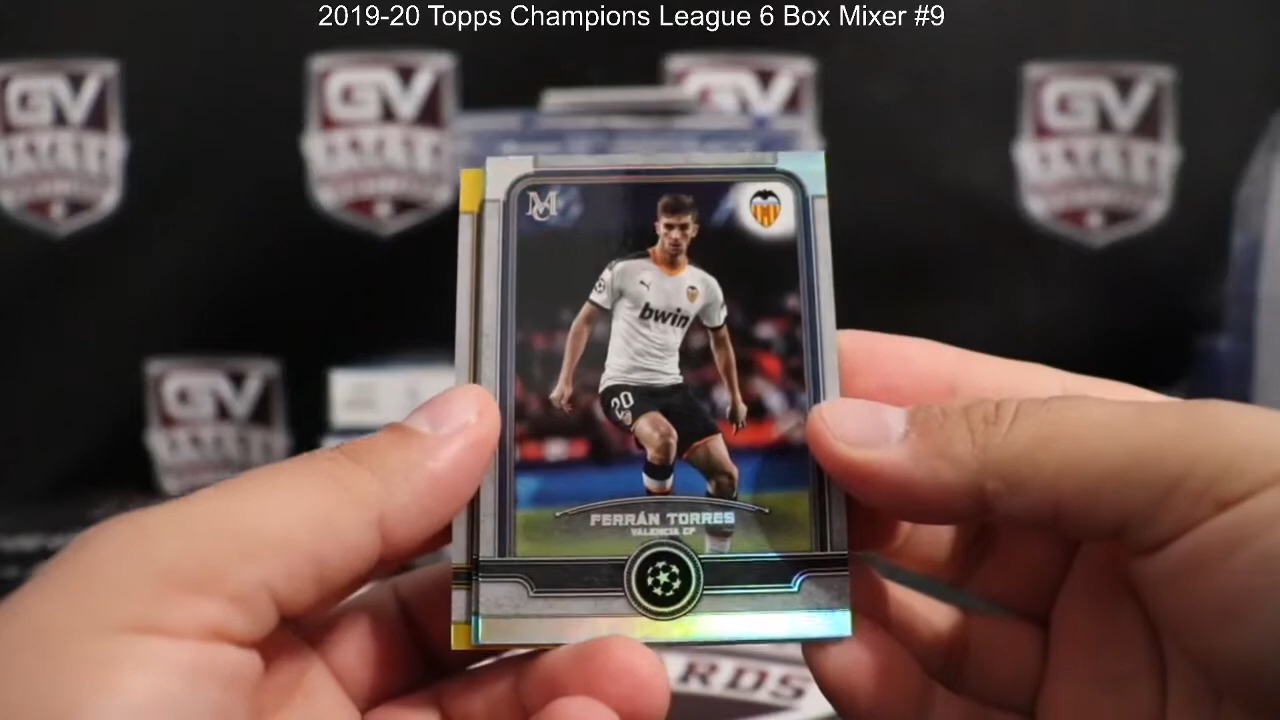 2019-20 Topps Champions League 6 Box Mixer #9
GV
GV
GV
GV
MC
bwin
20
FERRÁN TORRES
VALENCIA CF
GV
RDS